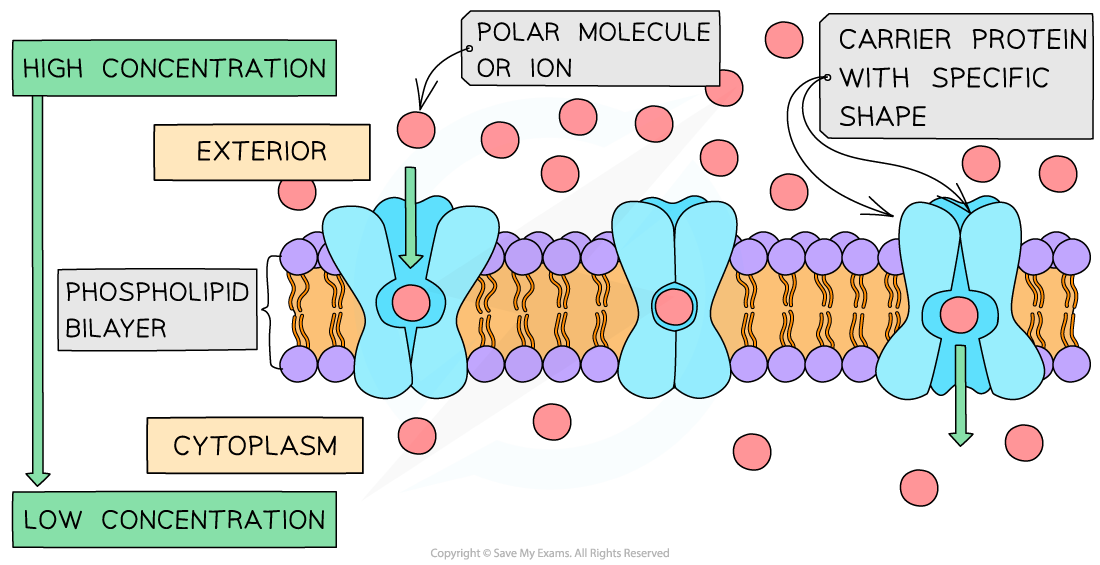 HIGH CONCENTRATION
POLAR MOLECULE
OR ION
CARRIER PROTEIN
WITH SPECIFIC
SHAPE
EXTERIOR
PHOSPHOLIPID
BILAYER
CYTOPLASM
LOW CONCENTRATION
Copyright © Save My Exams. All Rights Reserved